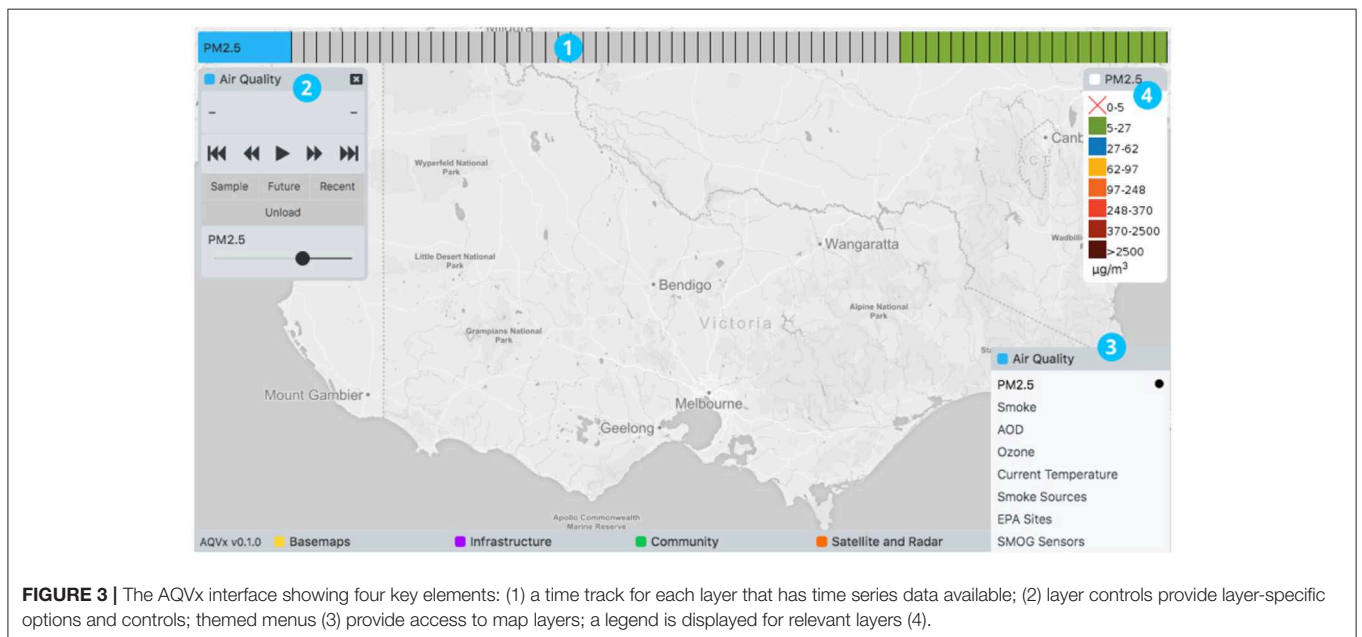 Mildura
PM2.5
1
Air Quality
2
-
-
Sample Future Recent
Unload
PM2.5
PM2.5
4
0-5
5-27
27-62
62-97
97-248
248-370
370-2500
>2500
µg/m³
Wyperfeld National
Park
ACT
Little Desert National
Park
Wangaratta
Bendigo
Victoria
Alpine National
Park
Grampians National
Park
Mount Gambier
Melbourne
Geelong
Apollo Commonwealth
Marine Reserve
3
Air Quality
PM2.5
Smoke
AOD
Ozone
Current Temperature
Smoke Sources
EPA Sites
SMOG Sensors
AQVx v0.1.0 Basemaps Infrastructure Community Satellite and Radar
FIGURE 3 | The AQVx interface showing four key elements: (1) a time track for each layer that has time series data available; (2) layer controls provide layer-specific
options and controls; themed menus (3) provide access to map layers; a legend is displayed for relevant layers (4).